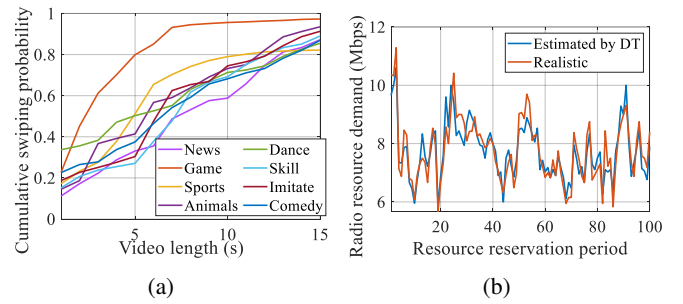 Cumulative swiping probability
1
0.8
0.6
0.4
0.2
0
5
10
15
Video length (s)
News
Game
Sports
Animals
Dance
Skill
Imitate
Comedy
(a)
Radio resource demand (Mbps)
12
10
8
6
0
20
40
60
80
100
Resource reservation period
Estimated by DT
Realistic
(b)